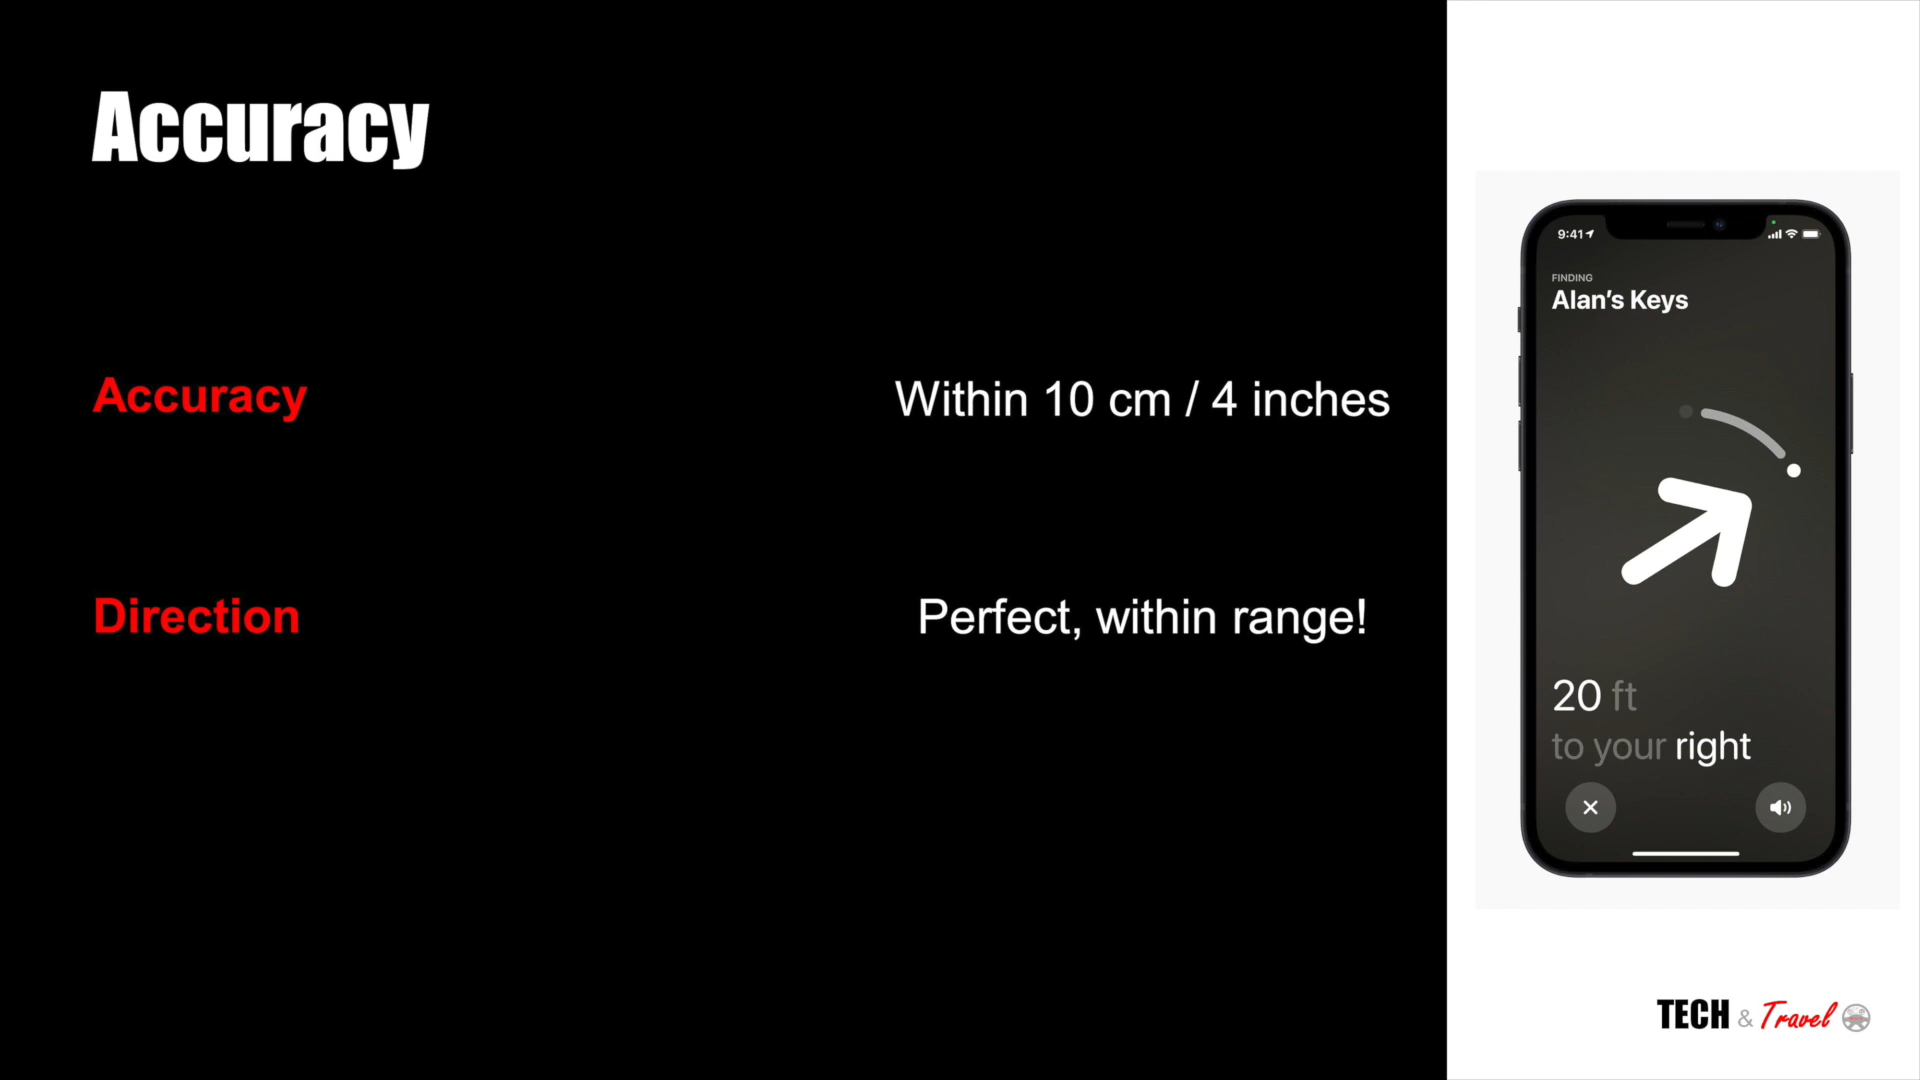 Accuracy
Accuracy
Within 10 cm / 4 inches
Direction
Perfect, within range!
9:41
FINDING
Alan's Keys
20 ft
to your right
TECH & Travel